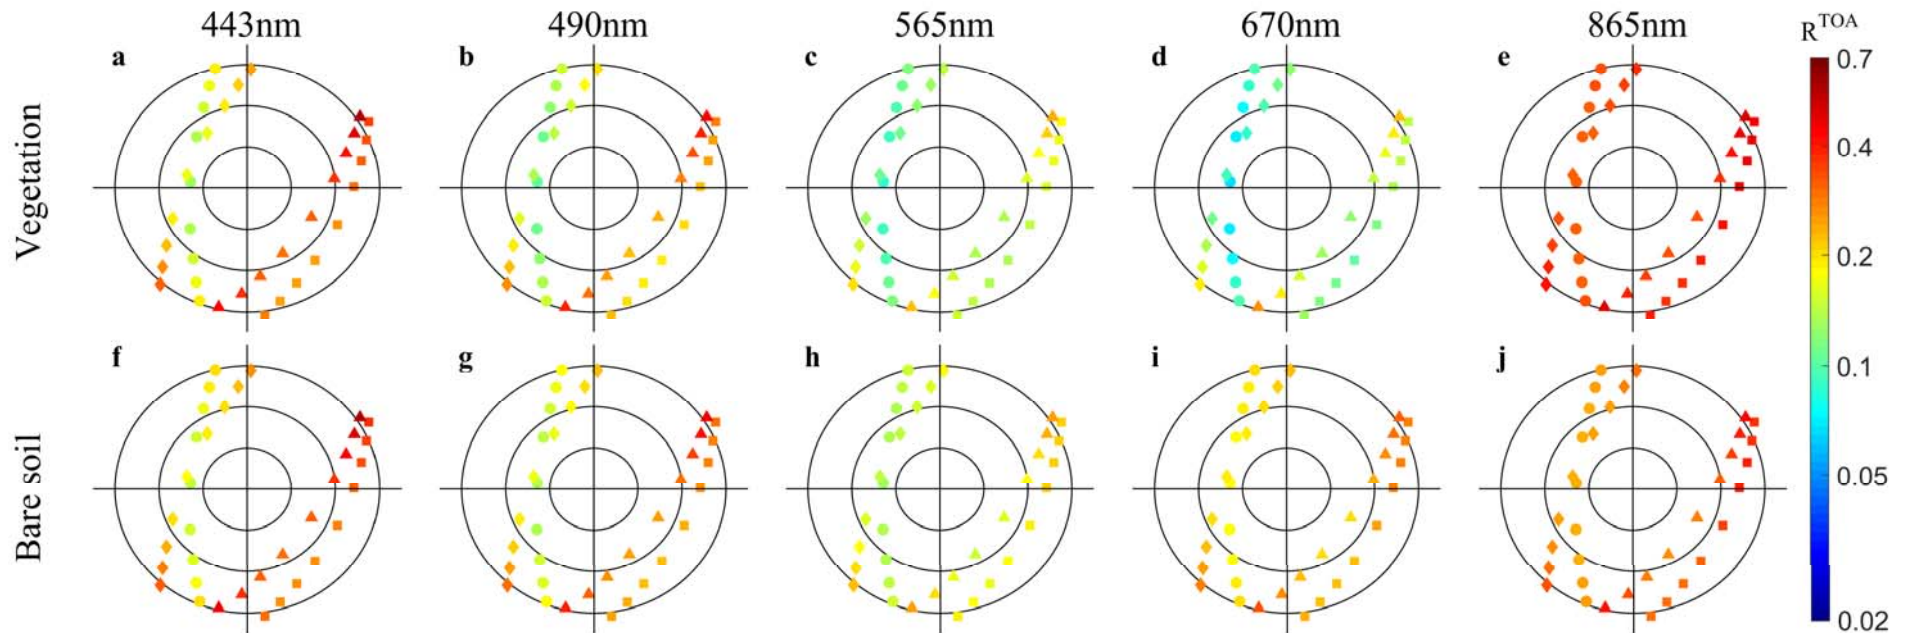 443nm 490nm 565nm 670nm 865nm R^TOA
a b c d e
0.7
0.4
Vegetation
0.2
f g h i j
0.1
Bare soil
0.05
0.02